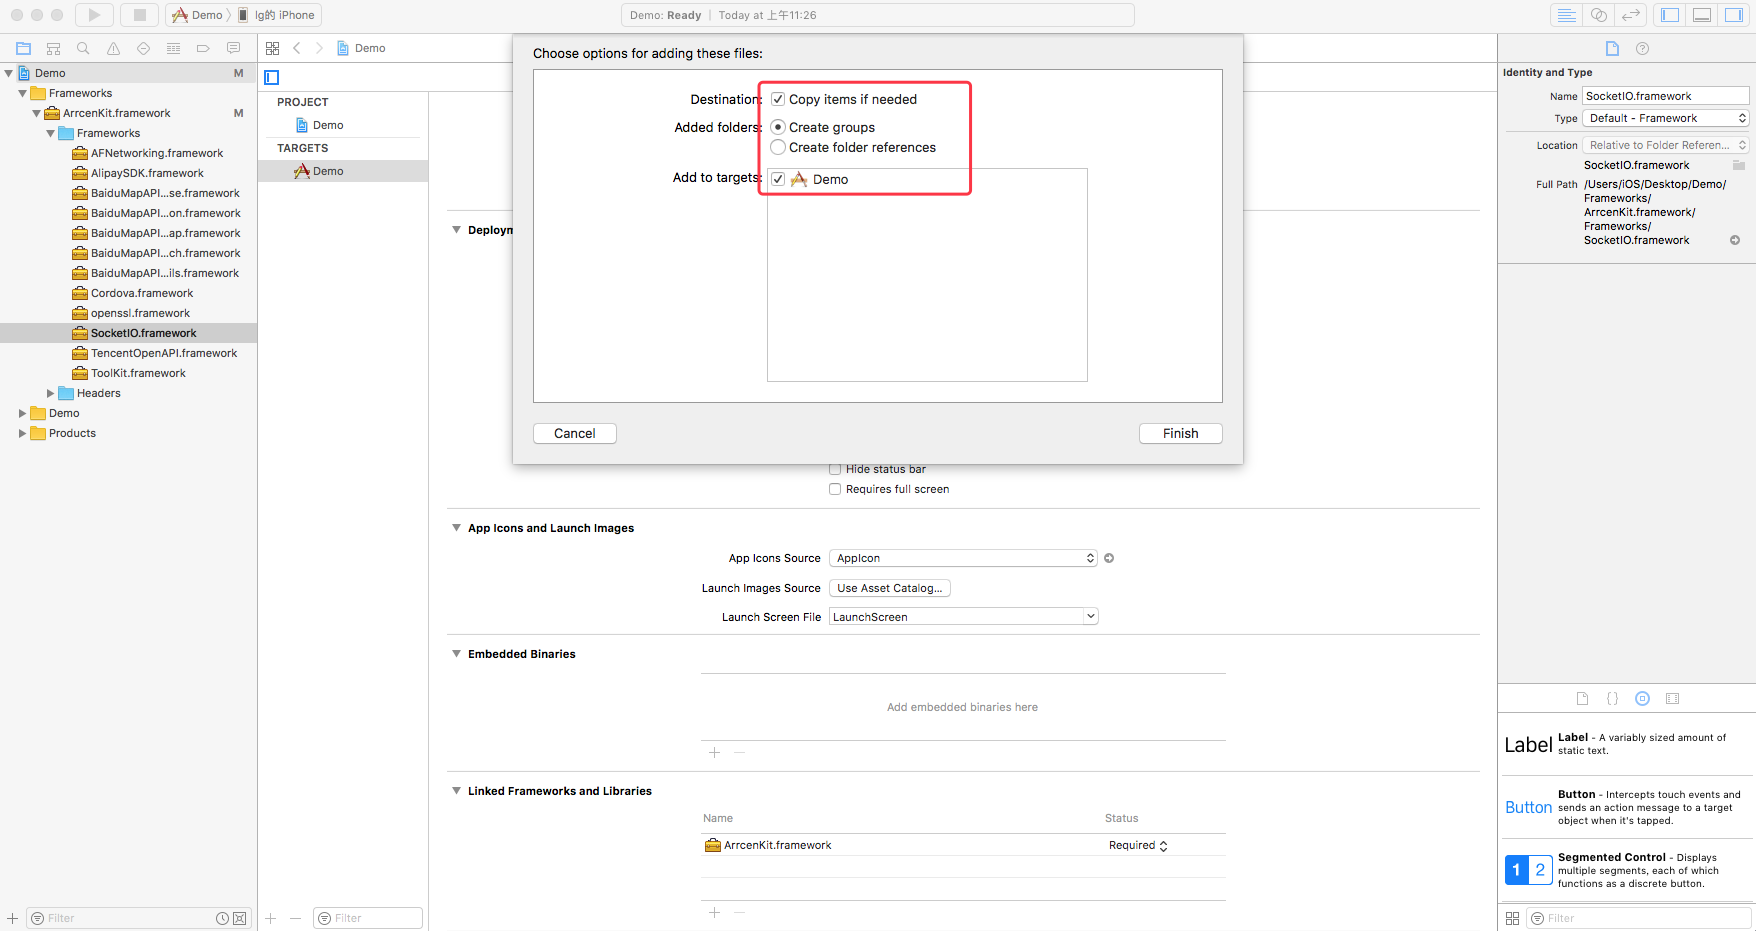 Demo 〉 lg的 iPhone
Demo: Ready | Today at 上午11:26
Demo
Demo M
Frameworks
ArrcenKit.framework M
Frameworks
AFNetworking.framework
AlipaySDK.framework
BaiduMapAPI...se.framework
BaiduMapAPI...on.framework
BaiduMapAPI...ap.framework
BaiduMapAPI...ch.framework
BaiduMapAPI...ils.framework
Cordova.framework
openssl.framework
SocketIO.framework
TencentOpenAPI.framework
ToolKit.framework
Headers
Demo
Products
Filter
PROJECT
Demo
TARGETS
Demo
Filter
Choose options for adding these files:
Destination: Copy items if needed
Added folders: Create groups
Create folder references
Add to targets: Demo
Cancel
Finish
Deploym
Hide status bar
Requires full screen
App Icons and Launch Images
App Icons Source AppIcon
Launch Images Source Use Asset Catalog...
Launch Screen File LaunchScreen
Embedded Binaries
Add embedded binaries here
Linked Frameworks and Libraries
Name Status
ArrcenKit.framework Required
Identity and Type
Name SocketIO.framework
Type Default - Framework
Location Relative to Folder Referen...
SocketIO.framework
Full Path /Users/iOS/Desktop/Demo/
Frameworks/
ArrcenKit.framework/
Frameworks/
SocketIO.framework
Label Label - A variably sized amount of
static text.
Button Button - Intercepts touch events and
sends an action message to a target
object when it's tapped.
1 2 Segmented Control - Displays
multiple segments, each of which
functions as a discrete button.
Filter